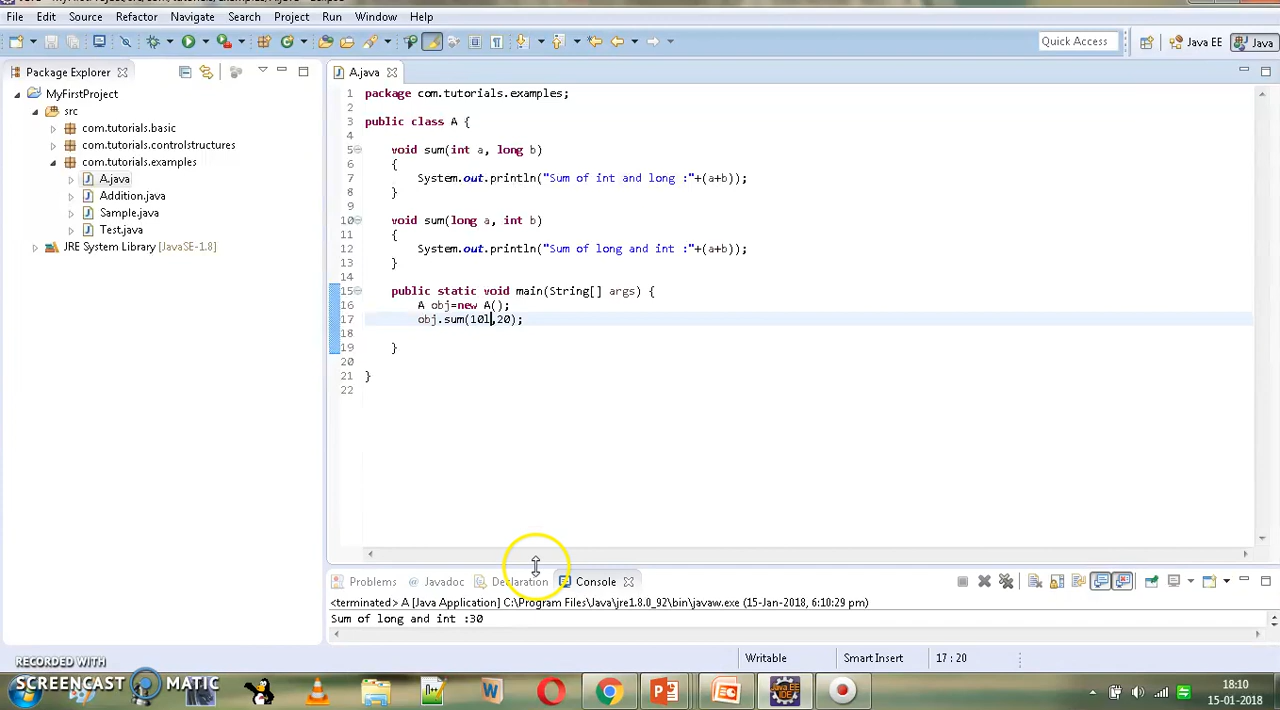 File Edit Source Refactor Navigate Search Project Run Window Help
Quick Access Java EE Java
Package Explorer
MyFirstProject
src
com.tutorials.basic
com.tutorials.controlstructures
com.tutorials.examples
A.java
Addition.java
Sample.java
Test.java
JRE System Library [JavaSE-1.8]
A.java
1 package com.tutorials.examples;
2
3 public class A {
4
5 void sum(int a, long b)
6 {
7 System.out.println("Sum of int and long :"+(a+b));
8 }
9
10 void sum(long a, int b)
11 {
12 System.out.println("Sum of long and int :"+(a+b));
13 }
14
15 public static void main(String[] args) {
16 A obj=new A();
17 obj.sum(10l,20);
18
19 }
20
21 }
22
Problems Javadoc Declaration Console
<terminated> A [Java Application] C:\Program Files\Java\jre1.8.0_92\bin\javaw.exe (15-Jan-2018, 6:10:29 pm)
Sum of long and int :30
Writable Smart Insert 17 : 20
RECORDED WITH
SCREENCAST MATIC
18:10
15-01-2018